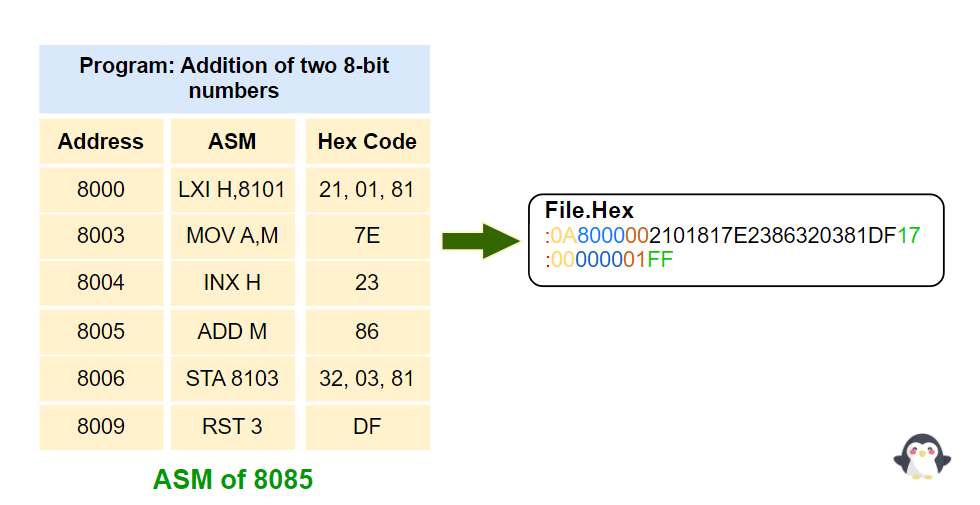 Program: Addition of two 8-bit
numbers
Address ASM Hex Code
8000 LXI H,8101 21, 01, 81
8003 MOV A,M 7E
8004 INX H 23
8005 ADD M 86
8006 STA 8103 32, 03, 81
8009 RST 3 DF
ASM of 8085
File.Hex
:0A8000002101817E2386320381DF17
:00000001FF